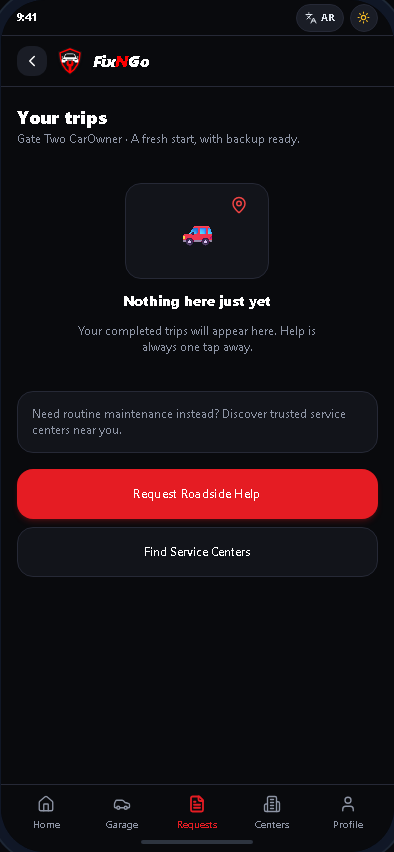 9:41
AR
FixNGo
Your trips
Gate Two CarOwner · A fresh start, with backup ready.
Nothing here just yet
Your completed trips will appear here. Help is
always one tap away.
Need routine maintenance instead? Discover trusted service
centers near you.
Request Roadside Help
Find Service Centers
Home
Garage
Requests
Centers
Profile